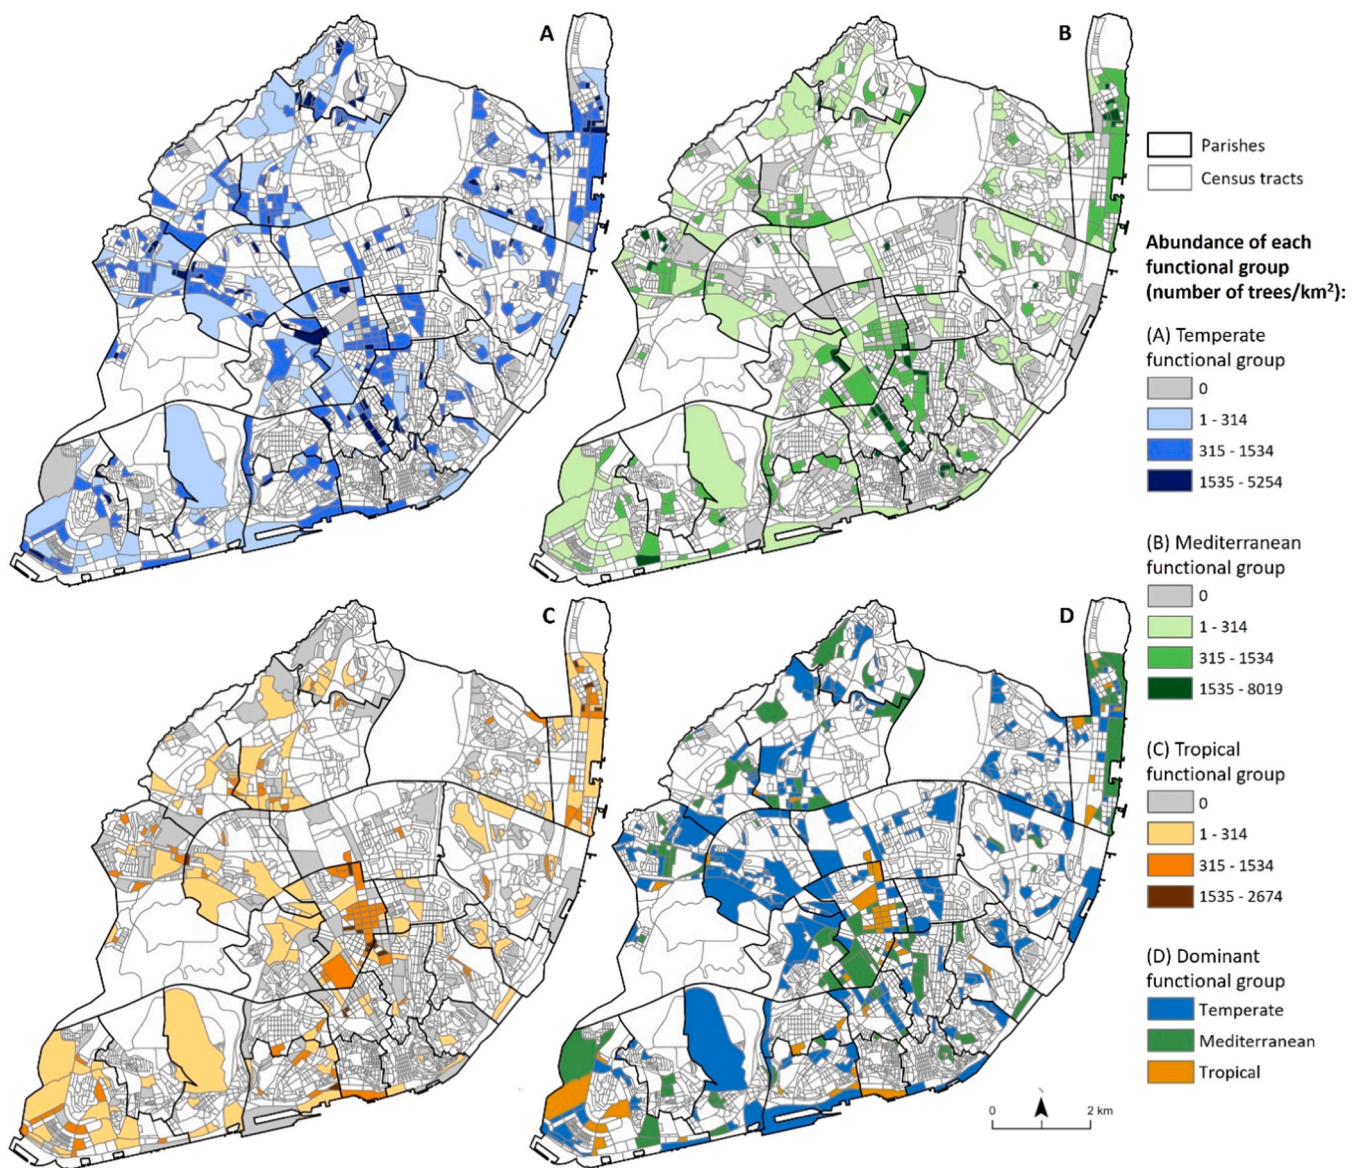 A
B
Parishes
Census tracts
Abundance of each
functional group
(number of trees/km²):
(A) Temperate
functional group
0
1 - 314
315 - 1534
1535 - 5254
(B) Mediterranean
functional group
0
1 - 314
315 - 1534
1535 - 8019
C
D
(C) Tropical
functional group
0
1 - 314
315 - 1534
1535 - 2674
(D) Dominant
functional group
Temperate
Mediterranean
Tropical
0
2 km